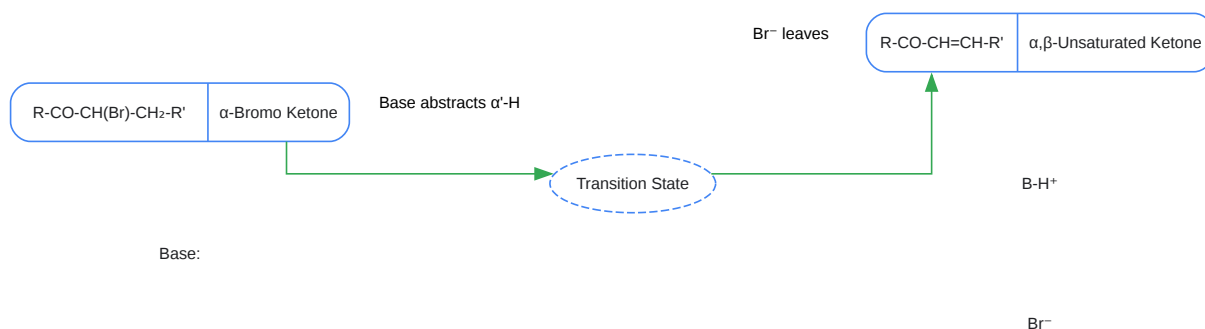 Br⁻ leaves
R-CO-CH=CH-R'
α,β-Unsaturated Ketone
R-CO-CH(Br)-CH₂-R'
α-Bromo Ketone
Base abstracts α'-H
Transition State
B-H⁺
Base:
Br⁻